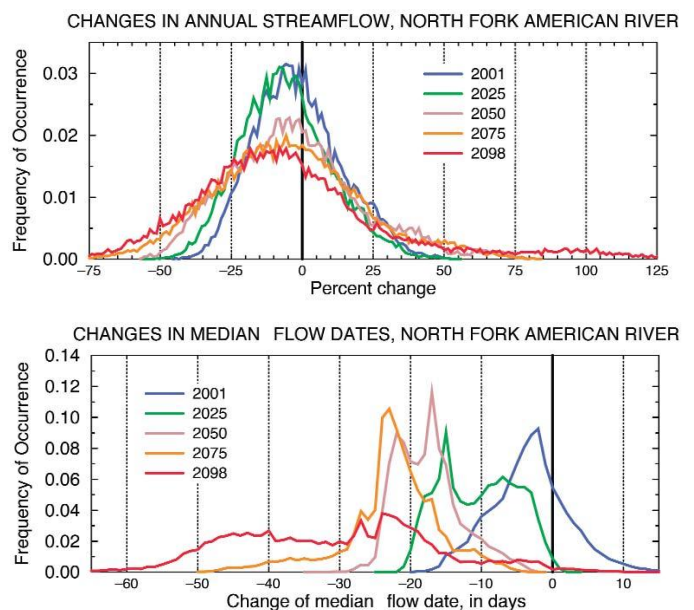 CHANGES IN ANNUAL STREAMFLOW, NORTH FORK AMERICAN RIVER
Frequency of Occurrence
0.03
0.02
0.01
0.00
2001
2025
2050
2075
2098
−75 −50 −25 0 25 50 75 100 125
Percent change
CHANGES IN MEDIAN FLOW DATES, NORTH FORK AMERICAN RIVER
Frequency of Occurrence
0.14
0.12
0.10
0.08
0.06
0.04
0.02
0.00
2001
2025
2050
2075
2098
−60 −50 −40 −30 −20 −10 0 10
Change of median flow date, in days